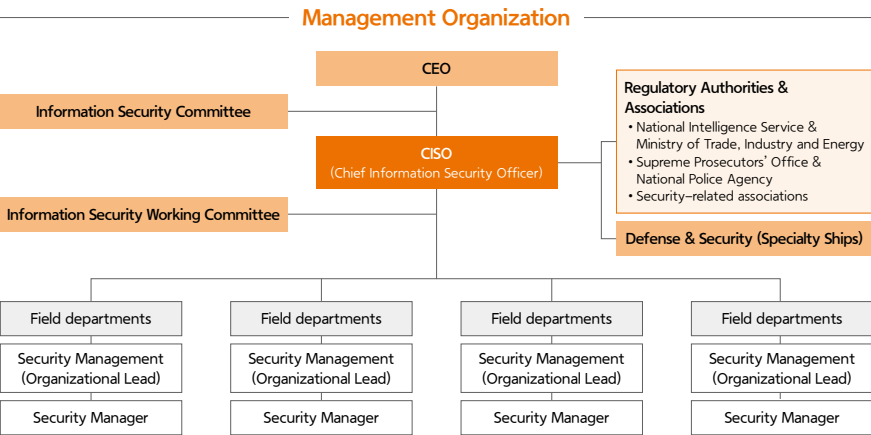 Management Organization
CEO
Information Security Committee
CISO
(Chief Information Security Officer)
Information Security Working Committee
Regulatory Authorities &
Associations
• National Intelligence Service &
Ministry of Trade, Industry and Energy
• Supreme Prosecutors' Office &
National Police Agency
• Security-related associations
Defense & Security (Specialty Ships)
Field departments
Security Management
(Organizational Lead)
Security Manager
Field departments
Security Management
(Organizational Lead)
Security Manager
Field departments
Security Management
(Organizational Lead)
Security Manager
Field departments
Security Management
(Organizational Lead)
Security Manager